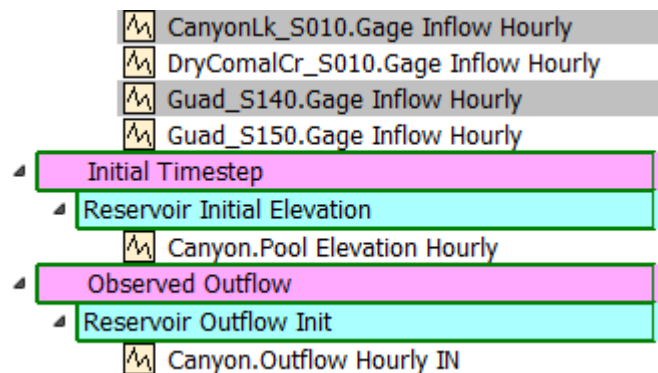 CanyonLk_S010.Gage Inflow Hourly
DryComalCr_S010.Gage Inflow Hourly
Guad_S140.Gage Inflow Hourly
Guad_S150.Gage Inflow Hourly
Initial Timestep
Reservoir Initial Elevation
Canyon.Pool Elevation Hourly
Observed Outflow
Reservoir Outflow Init
Canyon.Outflow Hourly IN